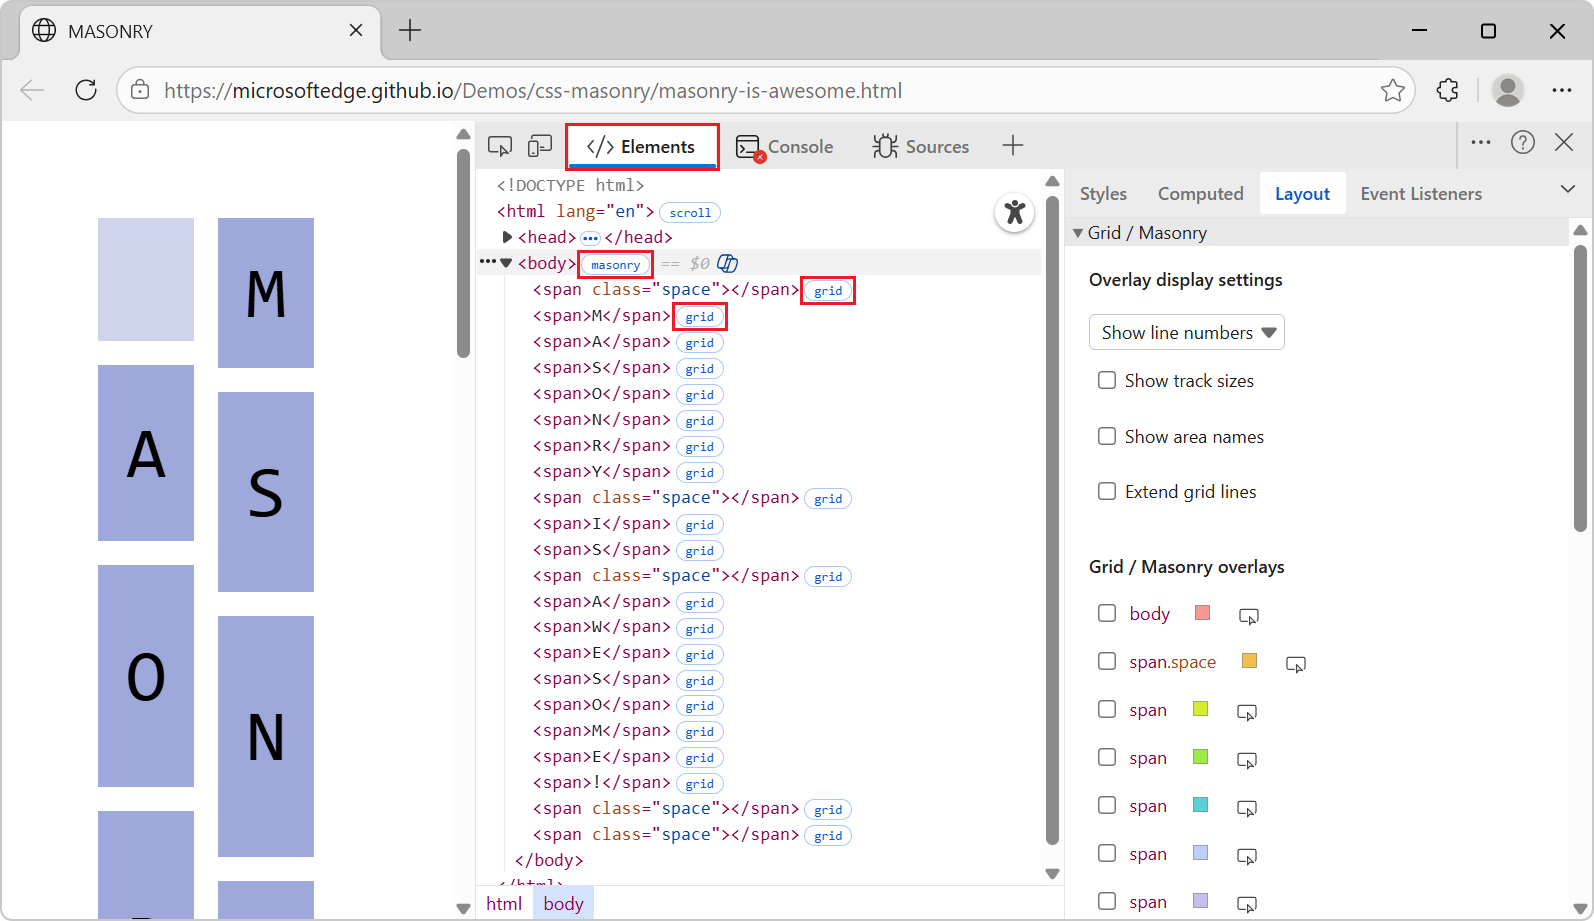 MASONRY
https://microsoftedge.github.io/Demos/css-masonry/masonry-is-awesome.html
M
A
S
O
N
Elements
Console
Sources
<!DOCTYPE html>
<html lang="en"> scroll
<head> ••• </head>
••• <body> masonry == $0
<span class="space"></span> grid
<span>M</span> grid
<span>A</span> grid
<span>S</span> grid
<span>O</span> grid
<span>N</span> grid
<span>R</span> grid
<span>Y</span> grid
<span class="space"></span> grid
<span>I</span> grid
<span>S</span> grid
<span class="space"></span> grid
<span>A</span> grid
<span>W</span> grid
<span>E</span> grid
<span>S</span> grid
<span>O</span> grid
<span>M</span> grid
<span>E</span> grid
<span>!</span> grid
<span class="space"></span> grid
<span class="space"></span> grid
</body>
</html>
html body
Styles Computed Layout Event Listeners
Grid / Masonry
Overlay display settings
Show line numbers
Show track sizes
Show area names
Extend grid lines
Grid / Masonry overlays
body
span.space
span
span
span
span
span